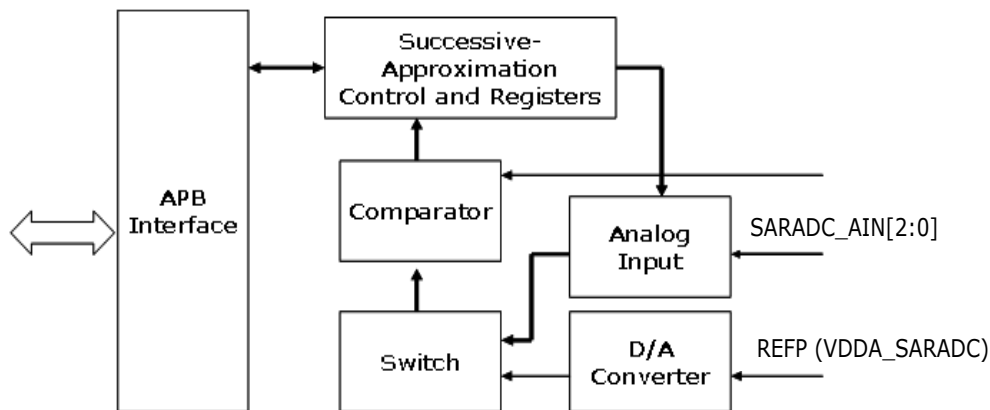 Successive-
Approximation
Control and Registers
APB
Interface
Comparator
Analog
Input
SARADC_AIN[2:0]
Switch
D/A
Converter
REFP (VDDA_SARADC)